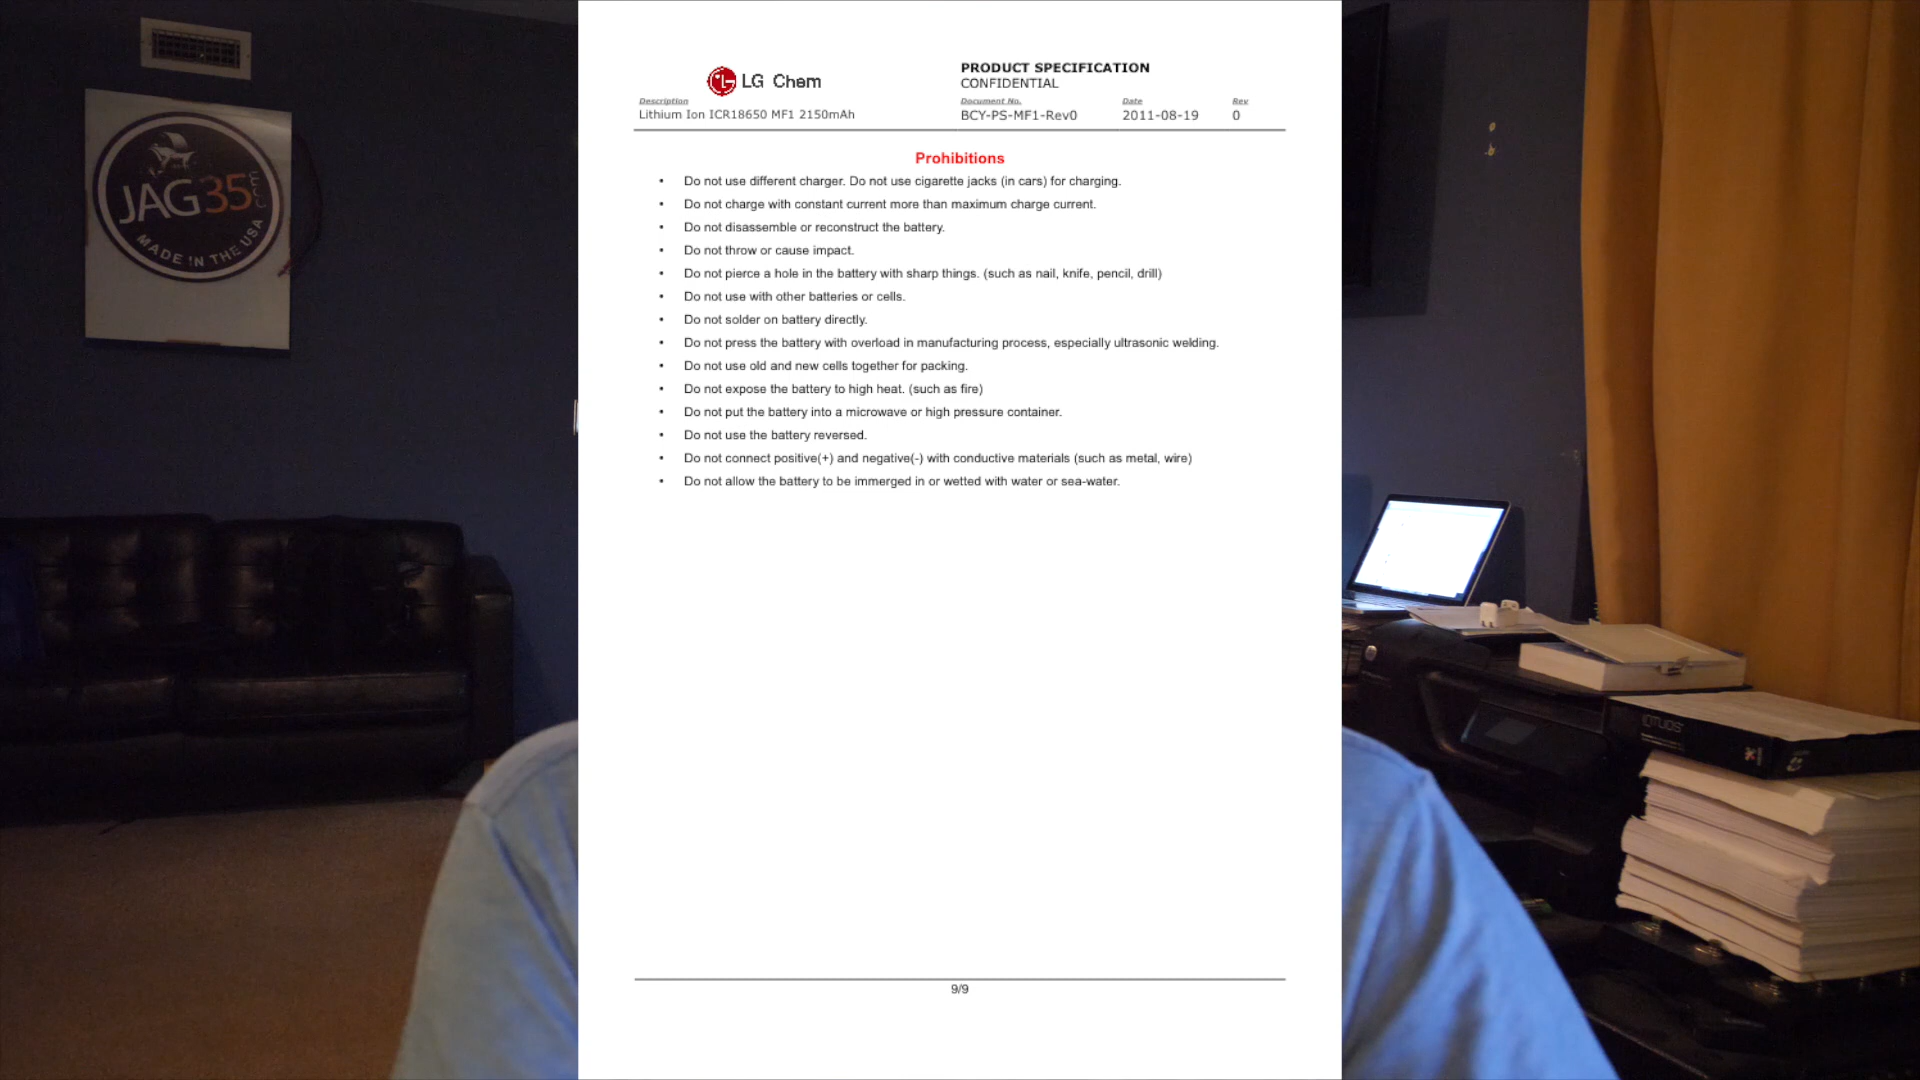 JAG35
MADE IN THE USA
LG Chem
PRODUCT SPECIFICATION
CONFIDENTIAL
Description
Document No.
Date
Rev
Lithium Ion ICR18650 MF1 2150mAh
BCY-PS-MF1-Rev0
2011-08-19
0
Prohibitions
• Do not use different charger. Do not use cigarette jacks (in cars) for charging.
• Do not charge with constant current more than maximum charge current.
• Do not disassemble or reconstruct the battery.
• Do not throw or cause impact.
• Do not pierce a hole in the battery with sharp things. (such as nail, knife, pencil, drill)
• Do not use with other batteries or cells.
• Do not solder on battery directly.
• Do not press the battery with overload in manufacturing process, especially ultrasonic welding.
• Do not use old and new cells together for packing.
• Do not expose the battery to high heat. (such as fire)
• Do not put the battery into a microwave or high pressure container.
• Do not use the battery reversed.
• Do not connect positive(+) and negative(-) with conductive materials (such as metal, wire)
• Do not allow the battery to be immerged in or wetted with water or sea-water.
9/9